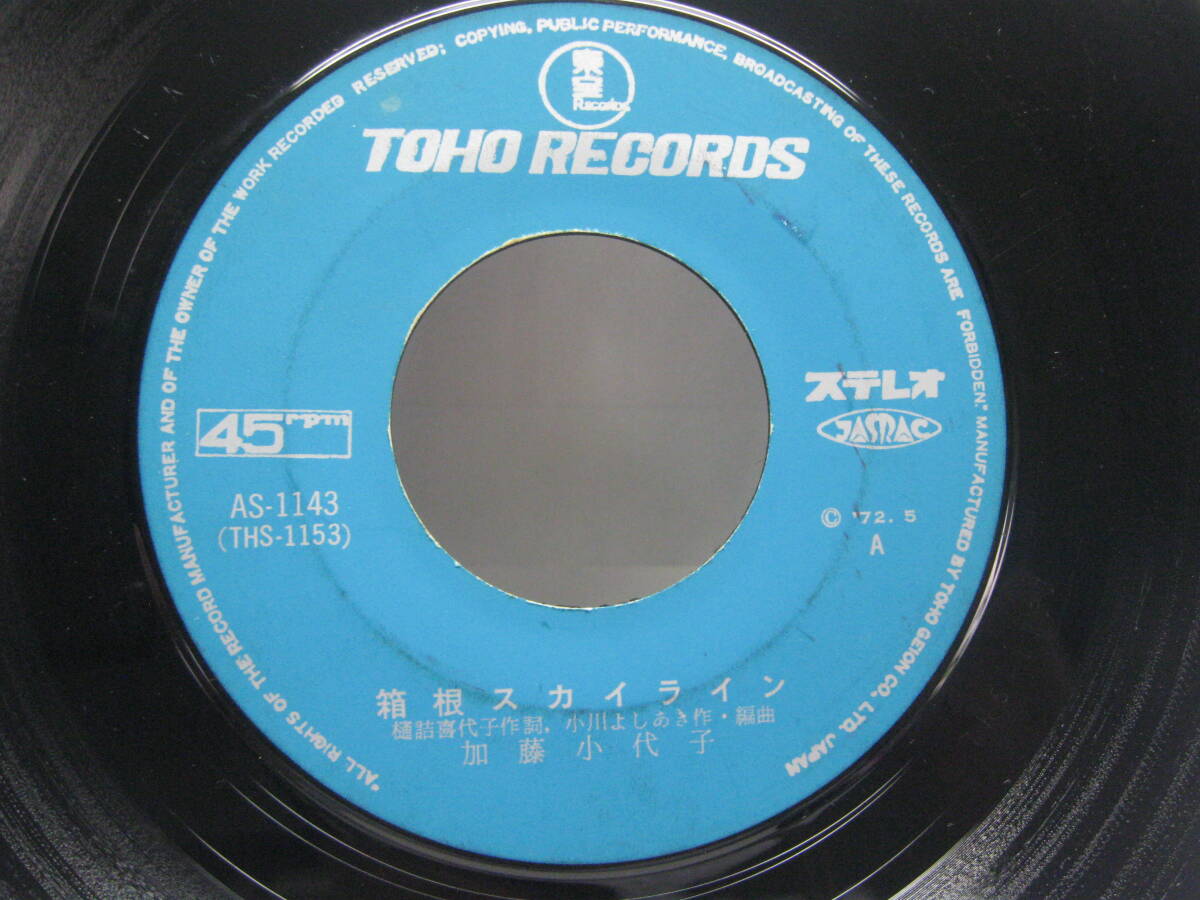 "ALL RIGHTS OF THE RECORD MANUFACTURER AND OF THE OWNER OF THE WORK RECORDED RESERVED; COPYING, PUBLIC PERFORMANCE, BROADCASTING OF THESE RECORDS ARE FORBIDDEN." MANUFACTURED BY TOHO GEION CO., LTD. JAPAN
東宝
RECORDS
TOHO RECORDS
45rpm
AS-1143
(THS-1153)
ステレオ
JASRAC
© '72.5
A
箱根スカイライン
樋詰喜代子作詞, 小川よしあき作・編曲
加藤小代子